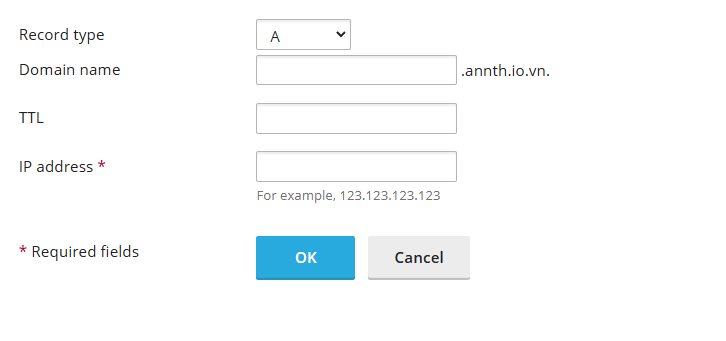 Record type A
Domain name .annth.io.vn.
TTL
IP address *
For example, 123.123.123.123
* Required fields OK Cancel